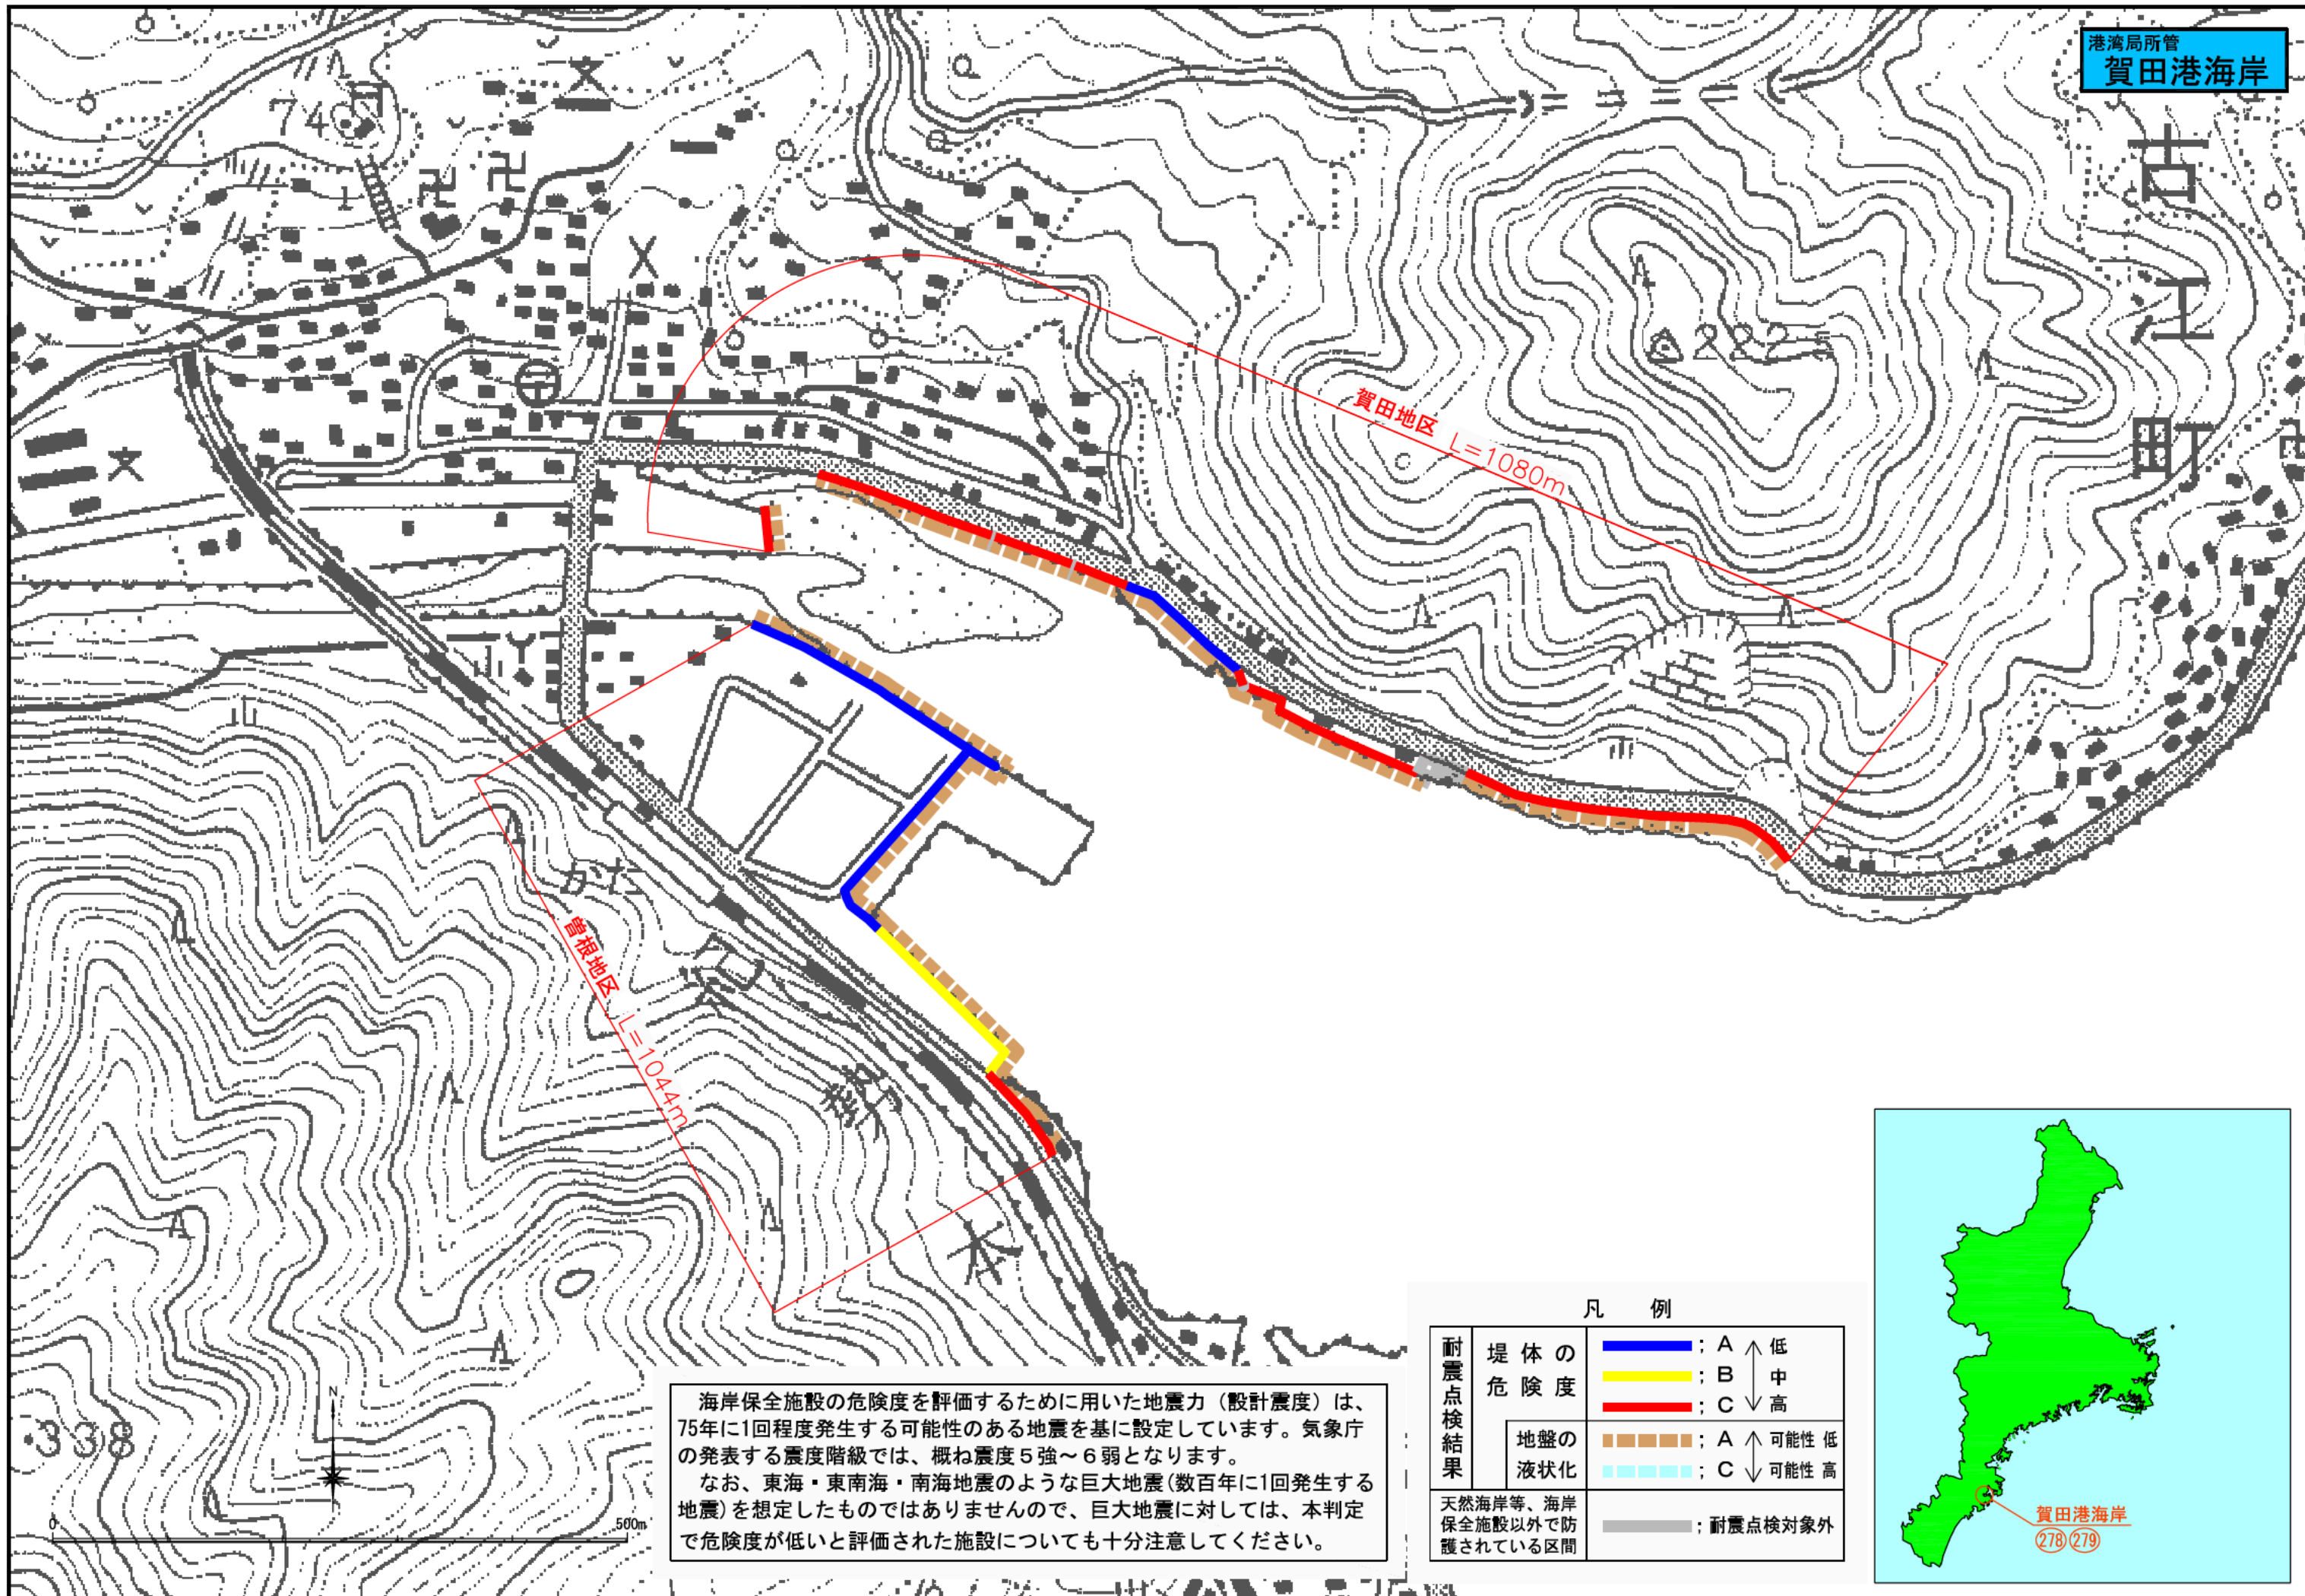 港湾局所管
賀田港海岸
74
古江町
222
賀田地区 L=1080m
かた
曽根地区 L=1044m
338
N
0
500m
海岸保全施設の危険度を評価するために用いた地震力（設計震度）は、
75年に1回程度発生する可能性のある地震を基に設定しています。気象庁
の発表する震度階級では、概ね震度５強～６弱となります。
なお、東海・東南海・南海地震のような巨大地震(数百年に1回発生する
地震)を想定したものではありませんので、巨大地震に対しては、本判定
で危険度が低いと評価された施設についても十分注意してください。
凡 例
耐震点検結果
堤体の
危険度
；A 低
；B 中
；C 高
地盤の
液状化
；A 可能性 低
；C 可能性 高
天然海岸等、海岸
保全施設以外で防
護されている区間
；耐震点検対象外
賀田港海岸
278 279